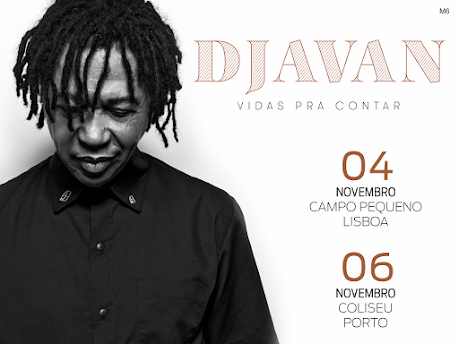 M6
DJAVAN
VIDAS PRA CONTAR
04
NOVEMBRO
CAMPO PEQUENO
LISBOA
06
NOVEMBRO
COLISEU
PORTO